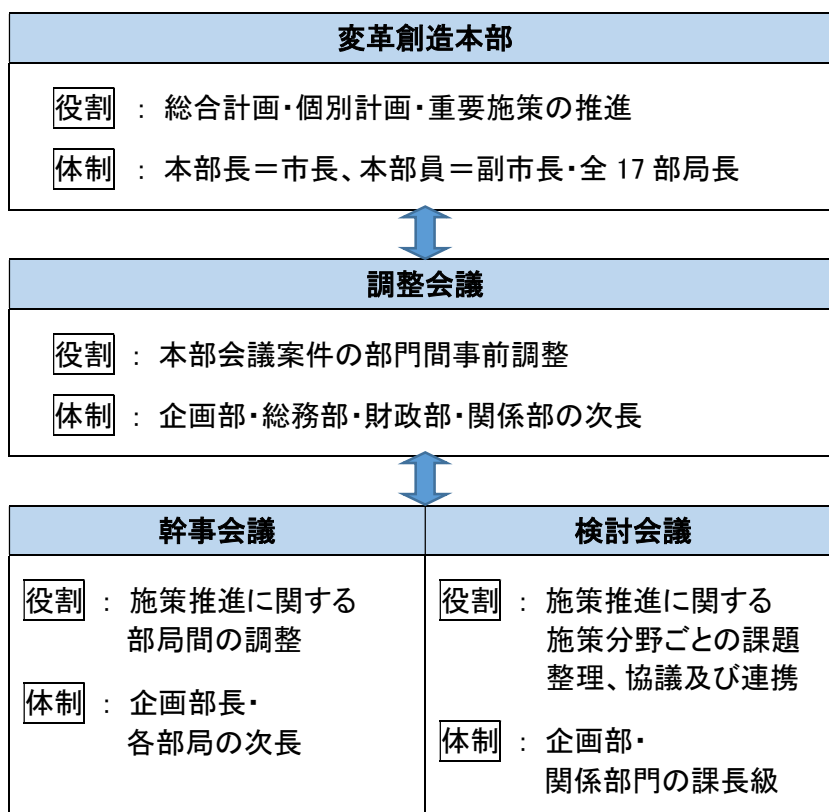 変革創造本部
役割 : 総合計画・個別計画・重要施策の推進
体制 : 本部長＝市長、本部員＝副市長・全 17 部局長
調整会議
役割 : 本部会議案件の部門間事前調整
体制 : 企画部・総務部・財政部・関係部の次長
幹事会議
役割 : 施策推進に関する
部局間の調整
体制 : 企画部長・
各部局の次長
検討会議
役割 : 施策推進に関する
施策分野ごとの課題
整理、協議及び連携
体制 : 企画部・
関係部門の課長級